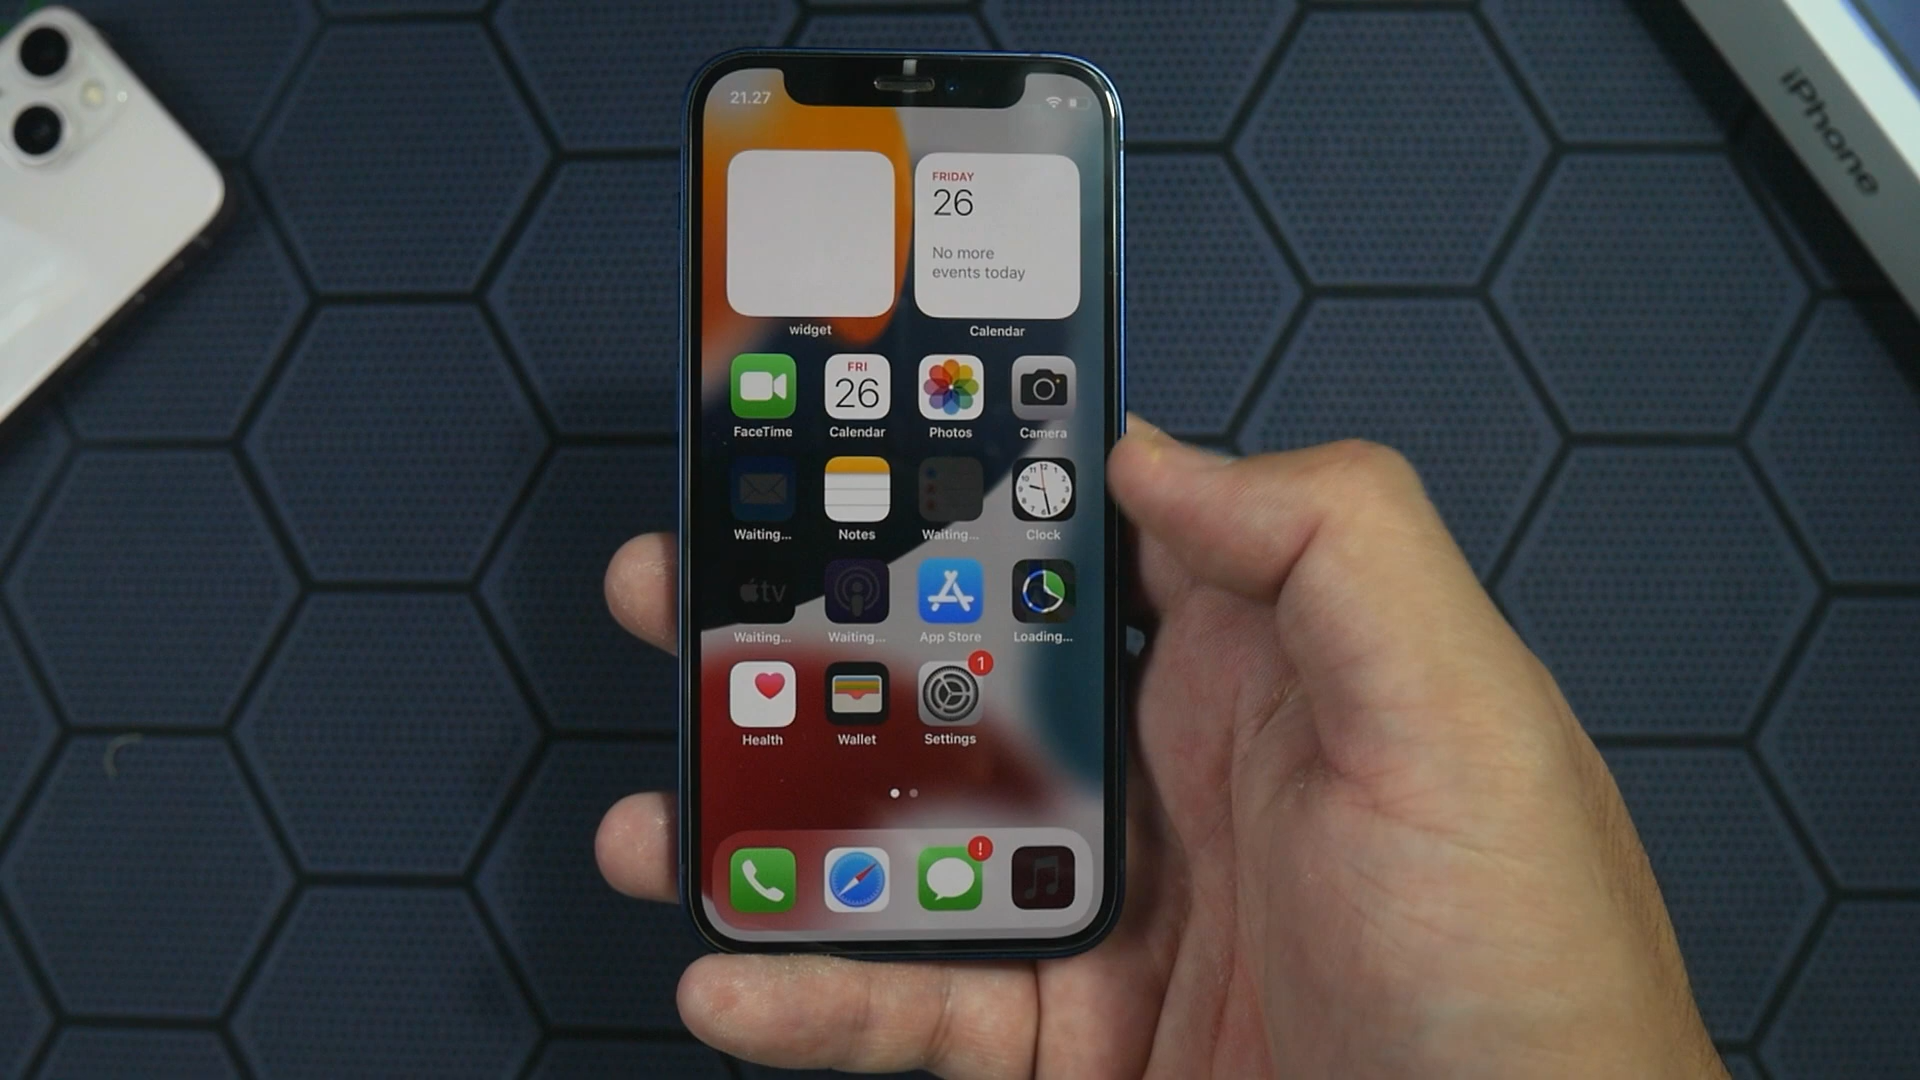 21.27
FRIDAY
26
No more
events today
widget
Calendar
FRI
26
FaceTime
Calendar
Photos
Camera
Waiting...
Notes
Waiting...
Clock
tv
Waiting...
Waiting...
App Store
Loading...
1
Health
Wallet
Settings
!
iPhone